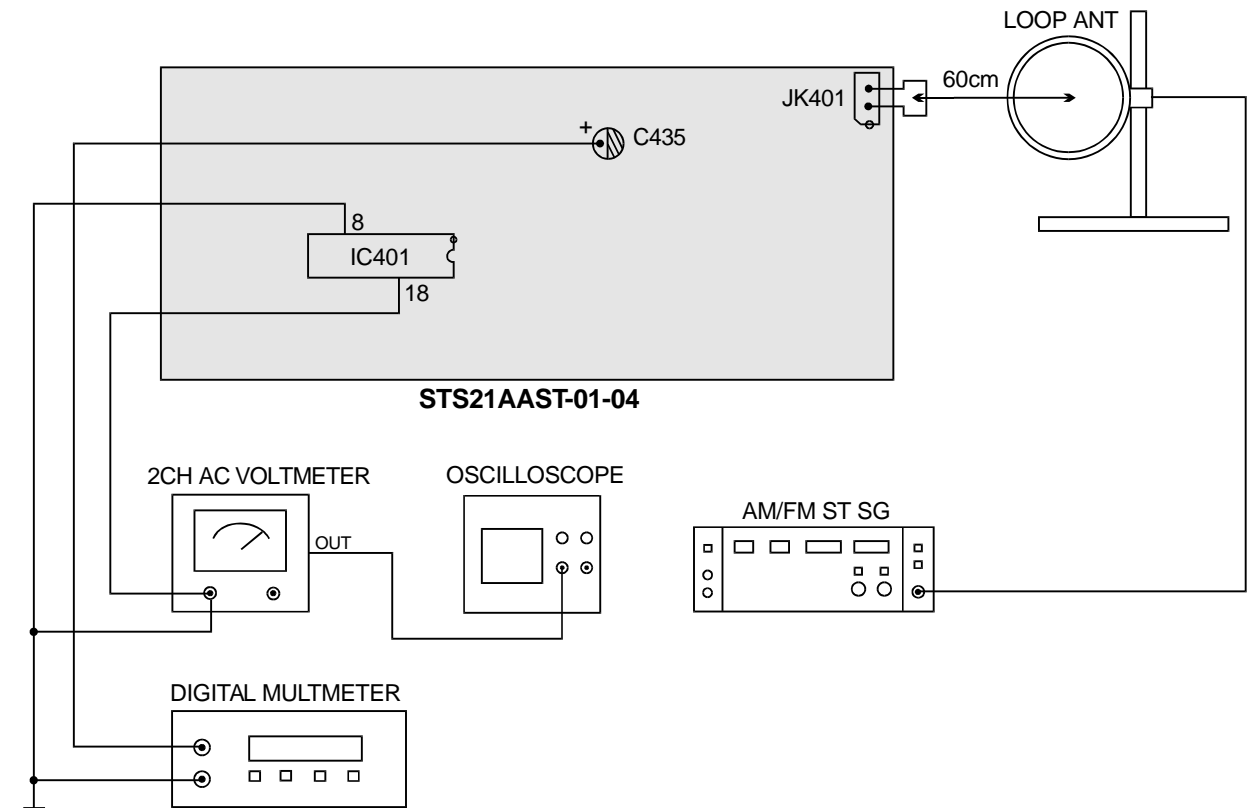 LOOP ANT
JK401
60cm
+
C435
8
IC401
18
STS21AAST-01-04
2CH AC VOLTMETER
OSCILLOSCOPE
AM/FM ST SG
OUT
DIGITAL MULTMETER